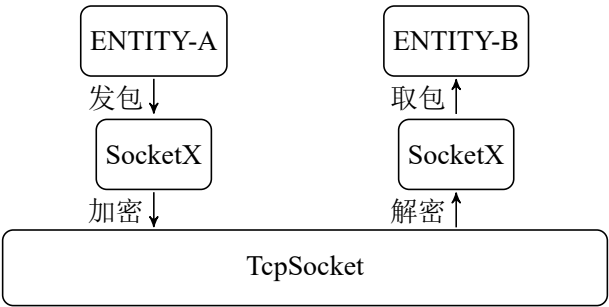 ENTITY-A
ENTITY-B
发包
取包
SocketX
SocketX
加密
解密
TcpSocket